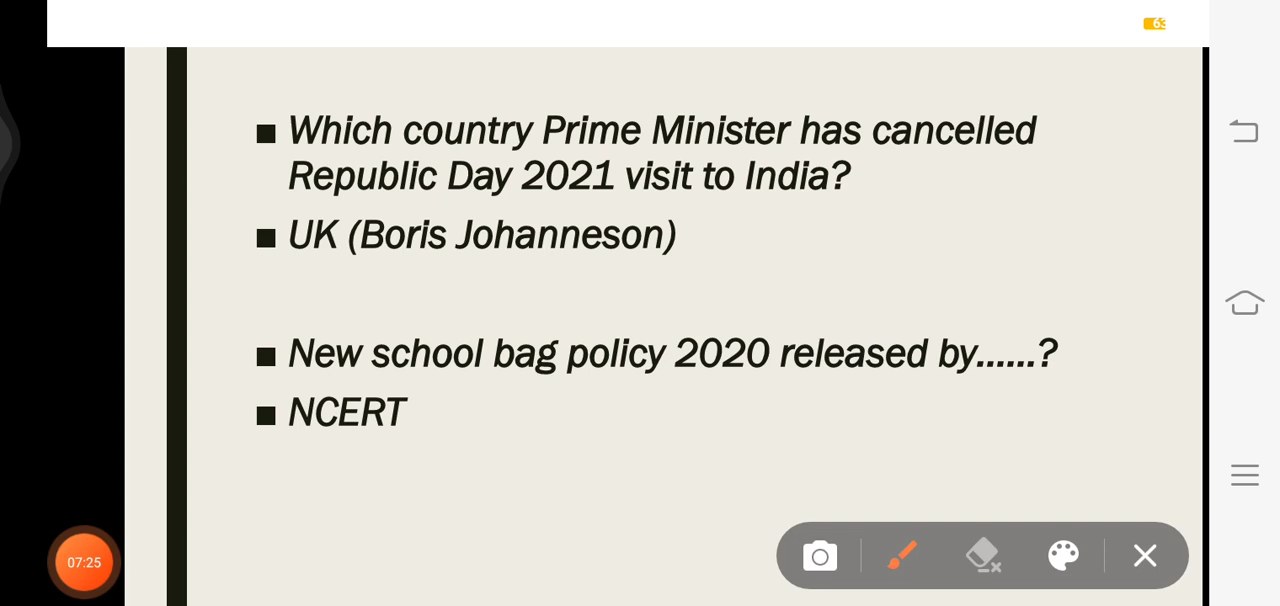 63
Which country Prime Minister has cancelled
Republic Day 2021 visit to India?
UK (Boris Johanneson)
New school bag policy 2020 released by......?
NCERT
07:25